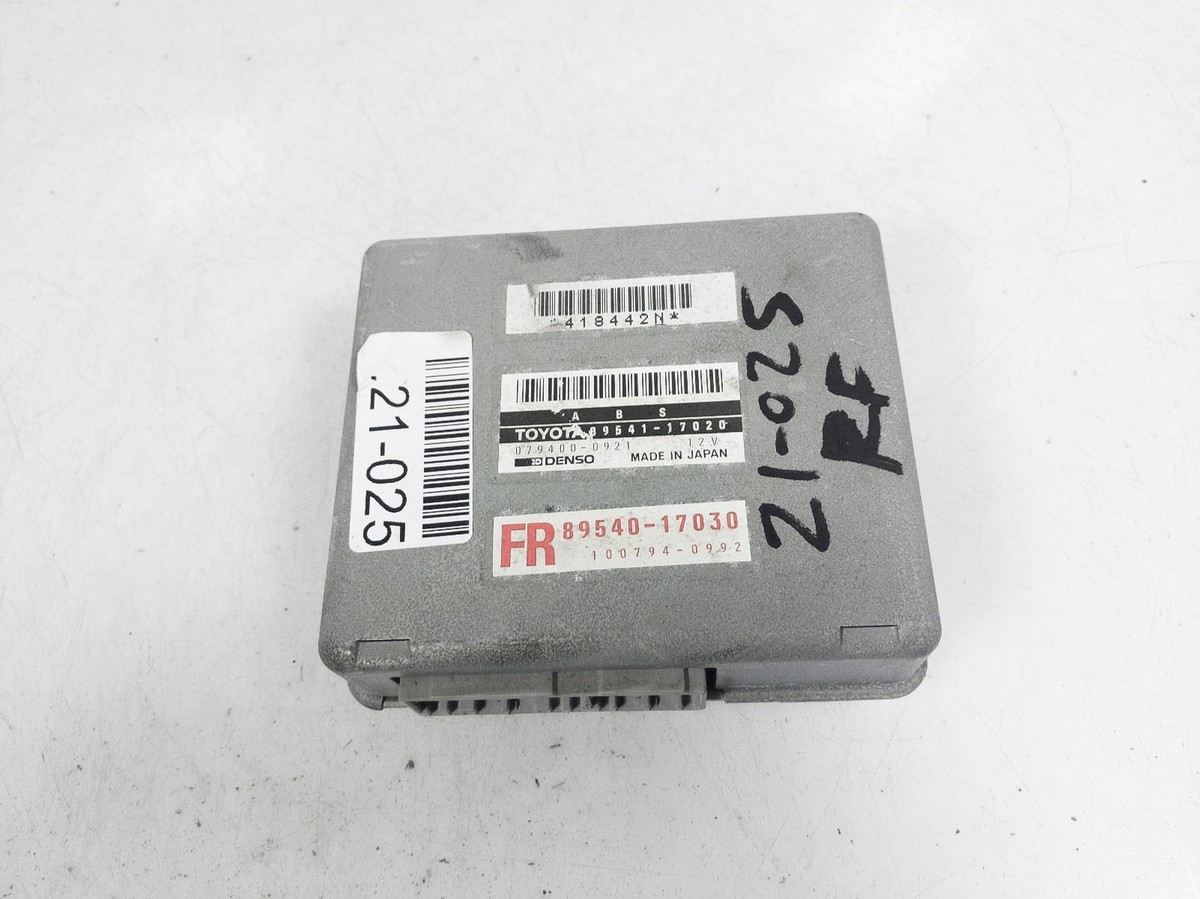 *418442N*
A B S
TOYOTA 89541-17020
079400-0921 12V
DENSO MADE IN JAPAN
FR 89540-17030
100794-0992
.21-025
S20-12
RF